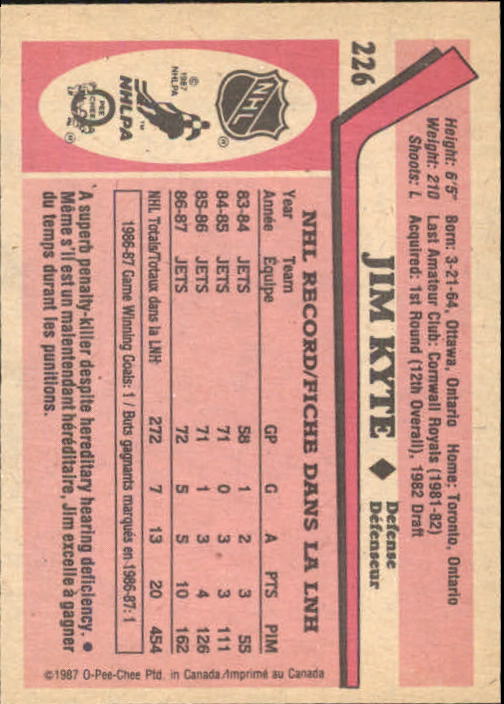 226
Height: 6'5" Born: 3-21-64, Ottawa, Ontario Home: Toronto, Ontario
Weight: 210 Last Amateur Club: Cornwall Royals (1981-82)
Shoots: L Acquired: 1st Round (12th Overall), 1982 Draft
JIM KYTE ◆ Defense
Défenseur
NHL
®
© 1987
NHLPA
TM
NHLPA
O
PEE
CHEE
NHL RECORD/FICHE DANS LA LNH
Year Team GP G A PTS PIM
Année Équipe
83-84 JETS 58 1 2 3 55
84-85 JETS 71 0 3 3 111
85-86 JETS 71 1 3 4 126
86-87 JETS 72 5 5 10 162
NHL Totals/Totaux dans la LNH: 272 7 13 20 454
1986-87 Game Winning Goals: 1 / Buts gagnants marqués en 1986-87: 1
A superb penalty-killer despite hereditary hearing deficiency. ●
Même s'il est un malentendant héréditaire, Jim excelle à gagner
du temps durant les punitions.
©1987 O-Pee-Chee Ptd. in Canada/Imprimé au Canada